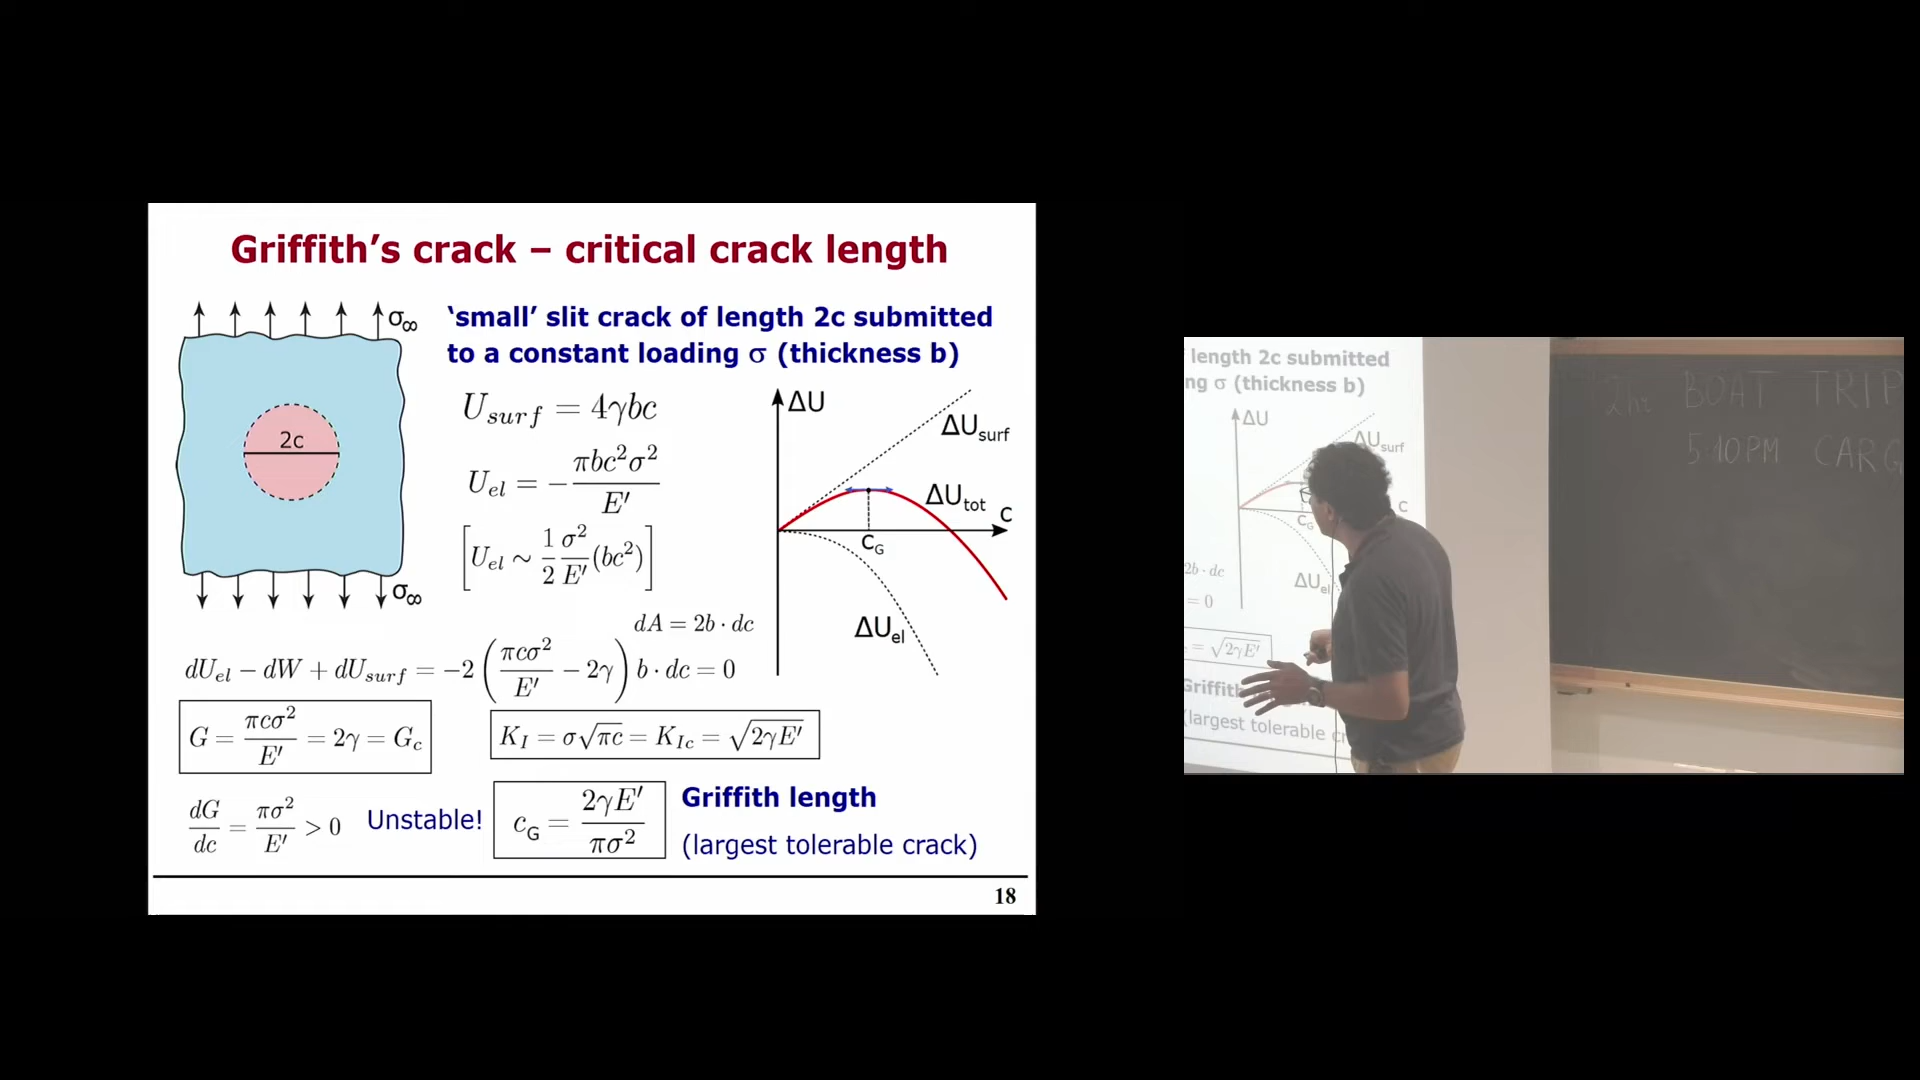 Griffith's crack – critical crack length
σ∞
'small' slit crack of length 2c submitted
to a constant loading σ (thickness b)
2c
σ∞
U_surf = 4γbc
U_el = −πbc²σ²/E′
[U_el ∼ 1/2 σ²/E′ (bc²)]
ΔU
ΔU_surf
ΔU_tot
c
c_G
ΔU_el
dA = 2b · dc
dU_el − dW + dU_surf = −2 (πcσ²/E′ − 2γ) b · dc = 0
G = πcσ²/E′ = 2γ = G_c
K_I = σ√πc = K_Ic = √2γE′
dG/dc = πσ²/E′ > 0
Unstable!
c_G = 2γE′/πσ²
Griffith length
(largest tolerable crack)
18
length 2c submitted
ng σ (thickness b)
ΔU
ΔU_surf
c
c_G
2b · dc
ΔU_el
= 0
= √2γE′
Griffith
(largest tolerable cr
2hr BOAT TRIP
5:10PM CARG